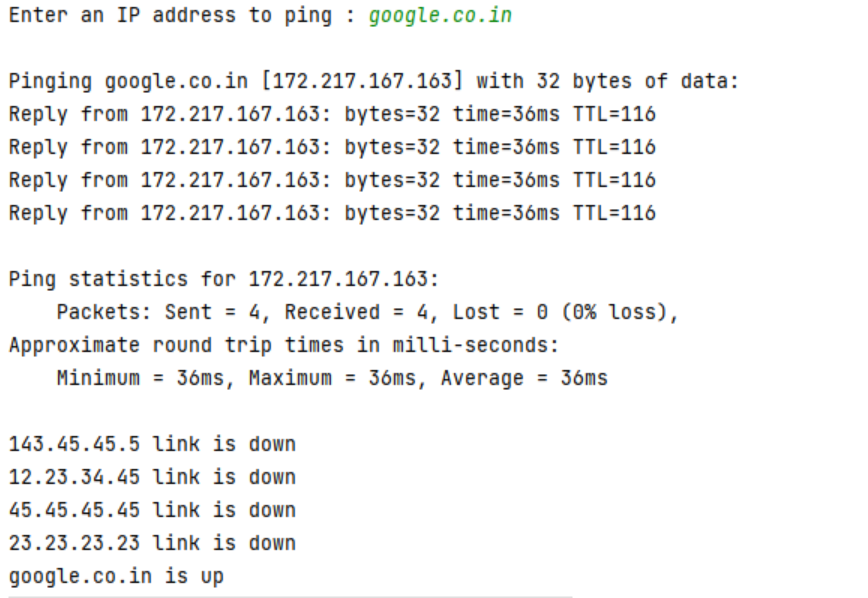 Enter an IP address to ping : google.co.in
Pinging google.co.in [172.217.167.163] with 32 bytes of data:
Reply from 172.217.167.163: bytes=32 time=36ms TTL=116
Reply from 172.217.167.163: bytes=32 time=36ms TTL=116
Reply from 172.217.167.163: bytes=32 time=36ms TTL=116
Reply from 172.217.167.163: bytes=32 time=36ms TTL=116
Ping statistics for 172.217.167.163:
Packets: Sent = 4, Received = 4, Lost = 0 (0% loss),
Approximate round trip times in milli-seconds:
Minimum = 36ms, Maximum = 36ms, Average = 36ms
143.45.45.5 link is down
12.23.34.45 link is down
45.45.45.45 link is down
23.23.23.23 link is down
google.co.in is up